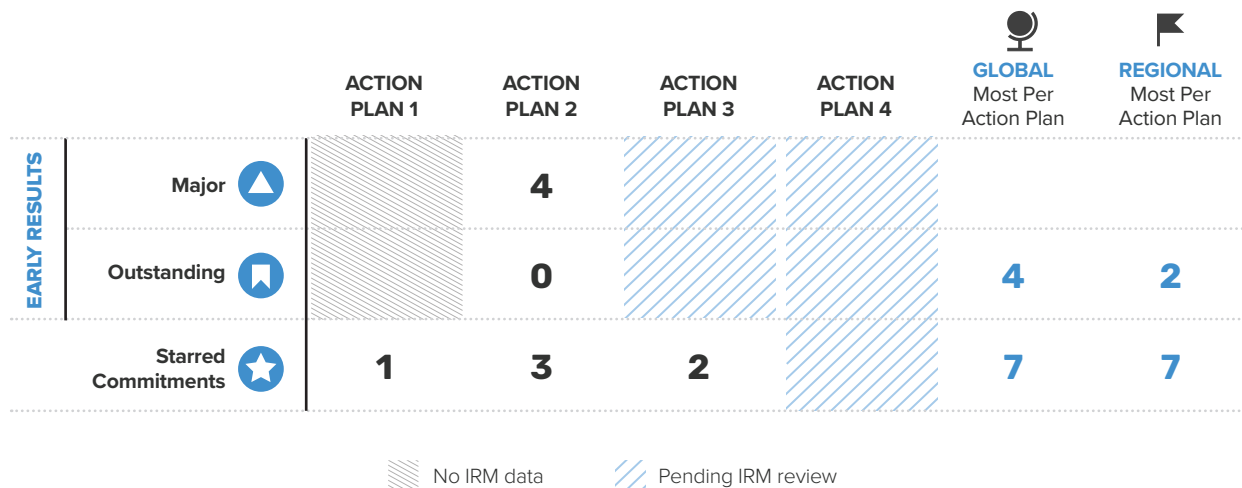 ACTION
PLAN 1
ACTION
PLAN 2
ACTION
PLAN 3
ACTION
PLAN 4
GLOBAL
Most Per
Action Plan
REGIONAL
Most Per
Action Plan
EARLY RESULTS
Major
4
Outstanding
0
4
2
Starred
Commitments
1
3
2
7
7
No IRM data
Pending IRM review